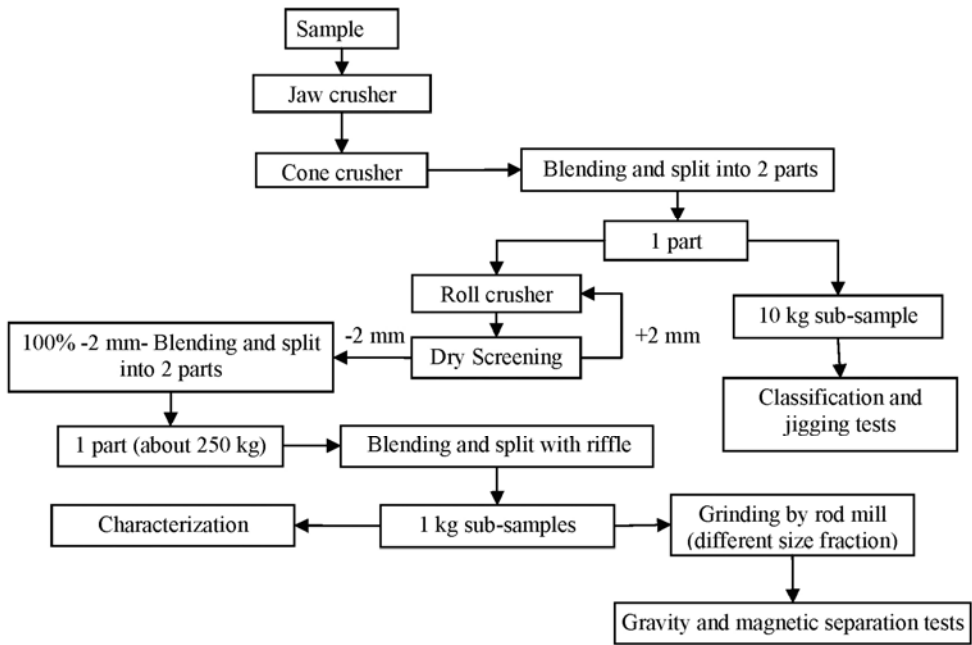 Sample
Jaw crusher
Cone crusher
Blending and split into 2 parts
1 part
Roll crusher
10 kg sub-sample
-2 mm
+2 mm
100% -2 mm- Blending and split
into 2 parts
Dry Screening
Classification and
jigging tests
1 part (about 250 kg)
Blending and split with riffle
Characterization
1 kg sub-samples
Grinding by rod mill
(different size fraction)
Gravity and magnetic separation tests